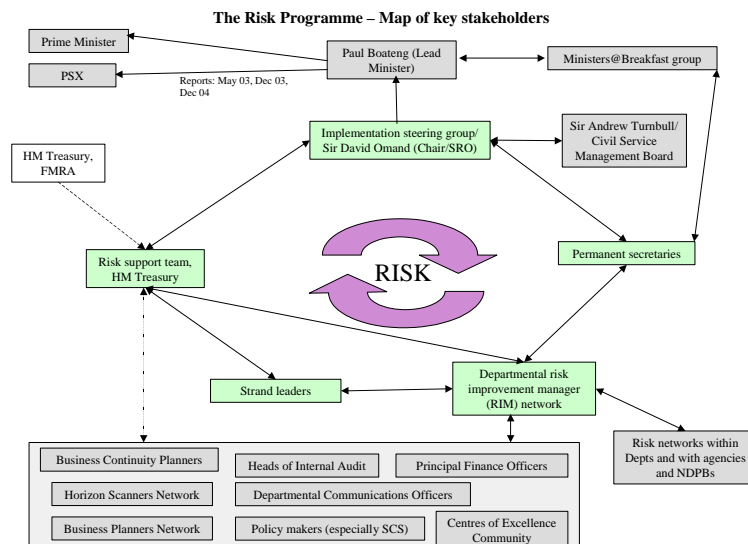 The Risk Programme – Map of key stakeholders
Prime Minister
PSX
Reports: May 03, Dec 03,
Dec 04
Paul Boateng (Lead
Minister)
Ministers@Breakfast group
Implementation steering group/
Sir David Omand (Chair/SRO)
Sir Andrew Turnbull/
Civil Service
Management Board
HM Treasury,
FMRA
Risk support team,
HM Treasury
RISK
Permanent secretaries
Strand leaders
Departmental risk
improvement manager
(RIM) network
Risk networks within
Depts and with agencies
and NDPBs
Business Continuity Planners
Heads of Internal Audit
Principal Finance Officers
Horizon Scanners Network
Departmental Communications Officers
Business Planners Network
Policy makers (especially SCS)
Centres of Excellence
Community